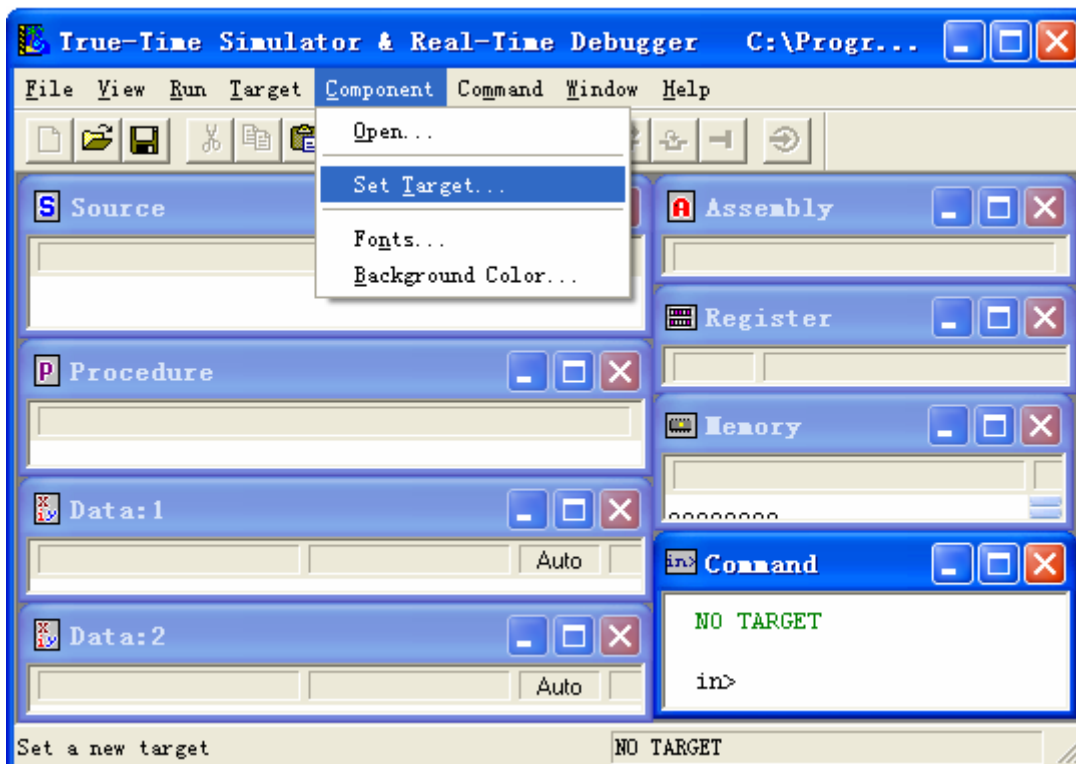 True-Time Simulator & Real-Time Debugger C:\Progr...
File View Run Target Component Command Window Help
Open...
Set Target...
Fonts...
Background Color...
S Source
A Assembly
Register
P Procedure
Memory
Data:1
Auto
in> Command
NO TARGET
in>
Data:2
Auto
Set a new target
NO TARGET